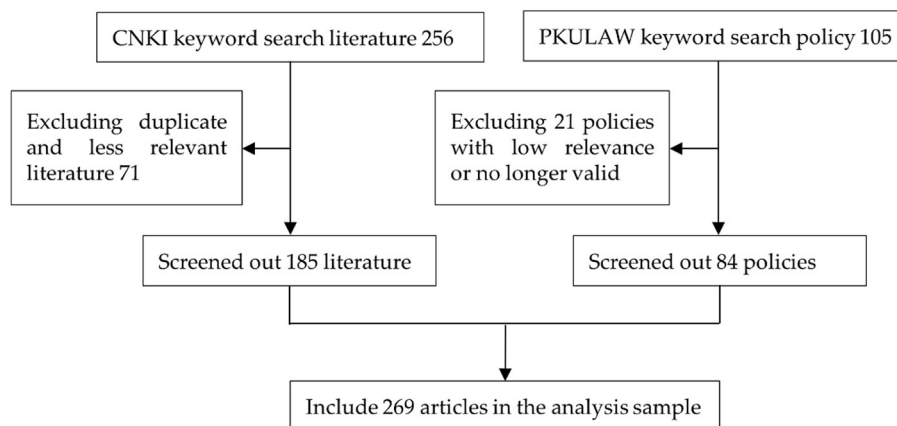 CNKI keyword search literature 256
PKULAW keyword search policy 105
Excluding duplicate
and less relevant
literature 71
Excluding 21 policies
with low relevance
or no longer valid
Screened out 185 literature
Screened out 84 policies
Include 269 articles in the analysis sample